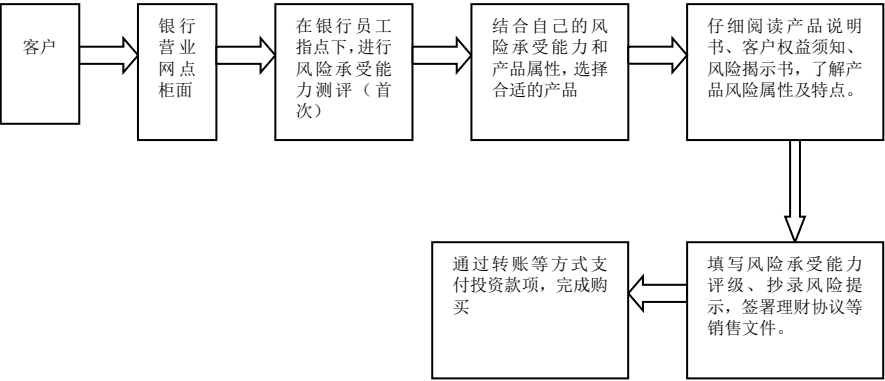 客户
银行
营业
网点
柜面
在银行员工
指点下，进行
风险承受能
力测评（首
次）
结合自己的风
险承受能力和
产品属性，选择
合适的产品
仔细阅读产品说明
书、客户权益须知、
风险揭示书，了解产
品风险属性及特点。
填写风险承受能力
评级、抄录风险提
示，签署理财协议等
销售文件。
通过转账等方式支
付投资款项，完成购
买